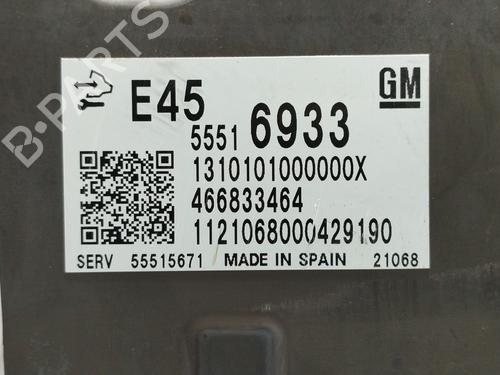 E45
GM
5551 6933
1310101000000X
466833464
1121068000429190
SERV 55515671 MADE IN SPAIN 21068
B-PARTS